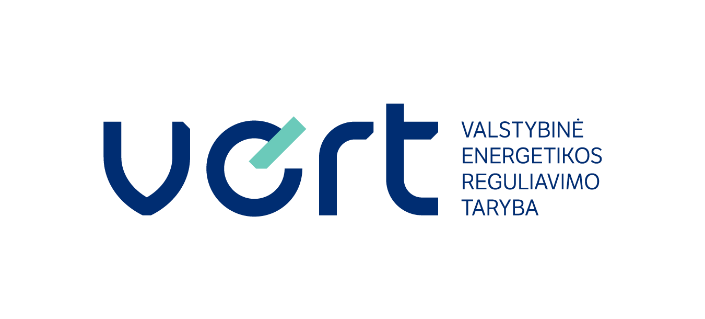 vert
VALSTYBINĖ
ENERGETIKOS
REGULIAVIMO
TARYBA